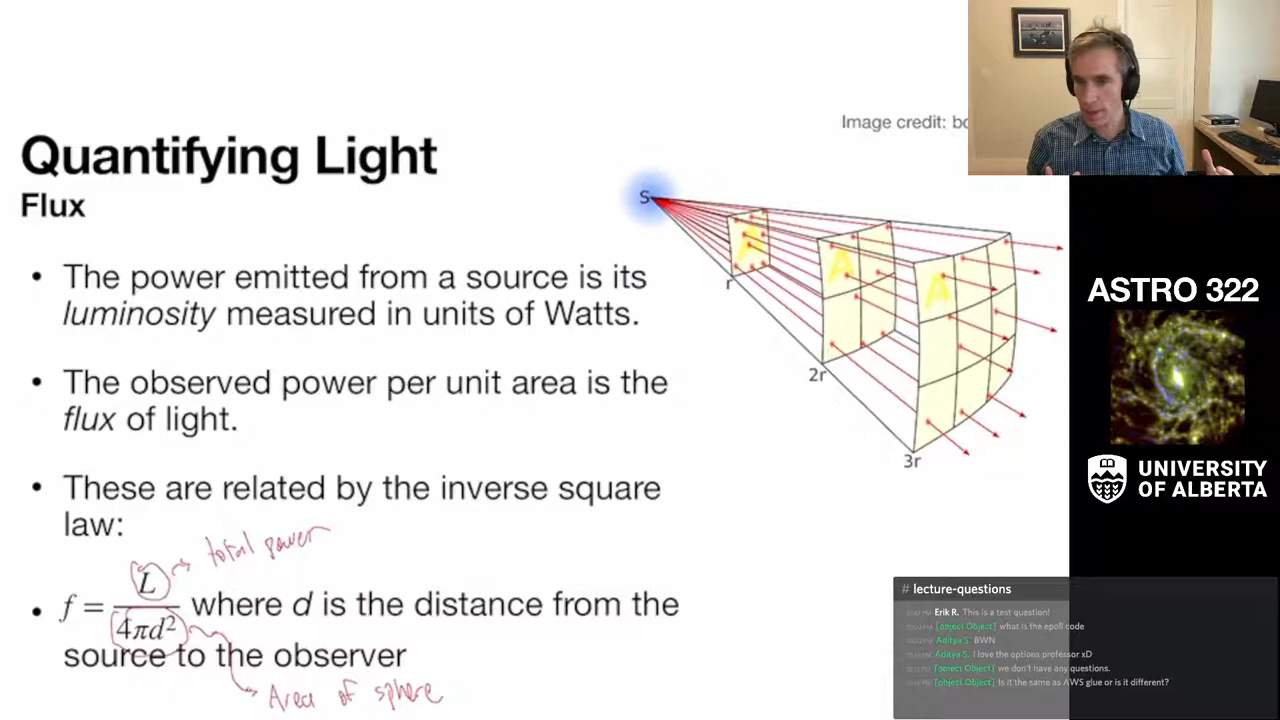 Image credit: bo
Quantifying Light
Flux
• The power emitted from a source is its
luminosity measured in units of Watts.
• The observed power per unit area is the
flux of light.
• These are related by the inverse square
law:
total power
• f = L / 4πd² where d is the distance from the
source to the observer
Area of sphere
S
A
A
A
r
2r
3r
ASTRO 322
UNIVERSITY
OF ALBERTA
# lecture-questions
Erik R. This is a test question!
[object Object] what is the epoll code
Aditya S. BWN
Aditya S. I love the options professor xD
[object Object] we don't have any questions.
[object Object] Is it the same as AWS glue or is it different?